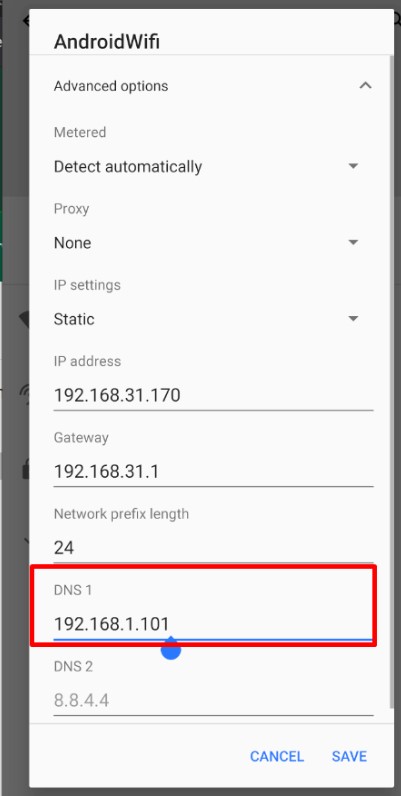 AndroidWifi
Advanced options
Metered
Detect automatically
Proxy
None
IP settings
Static
IP address
192.168.31.170
Gateway
192.168.31.1
Network prefix length
24
DNS 1
192.168.1.101
DNS 2
8.8.4.4
CANCEL SAVE